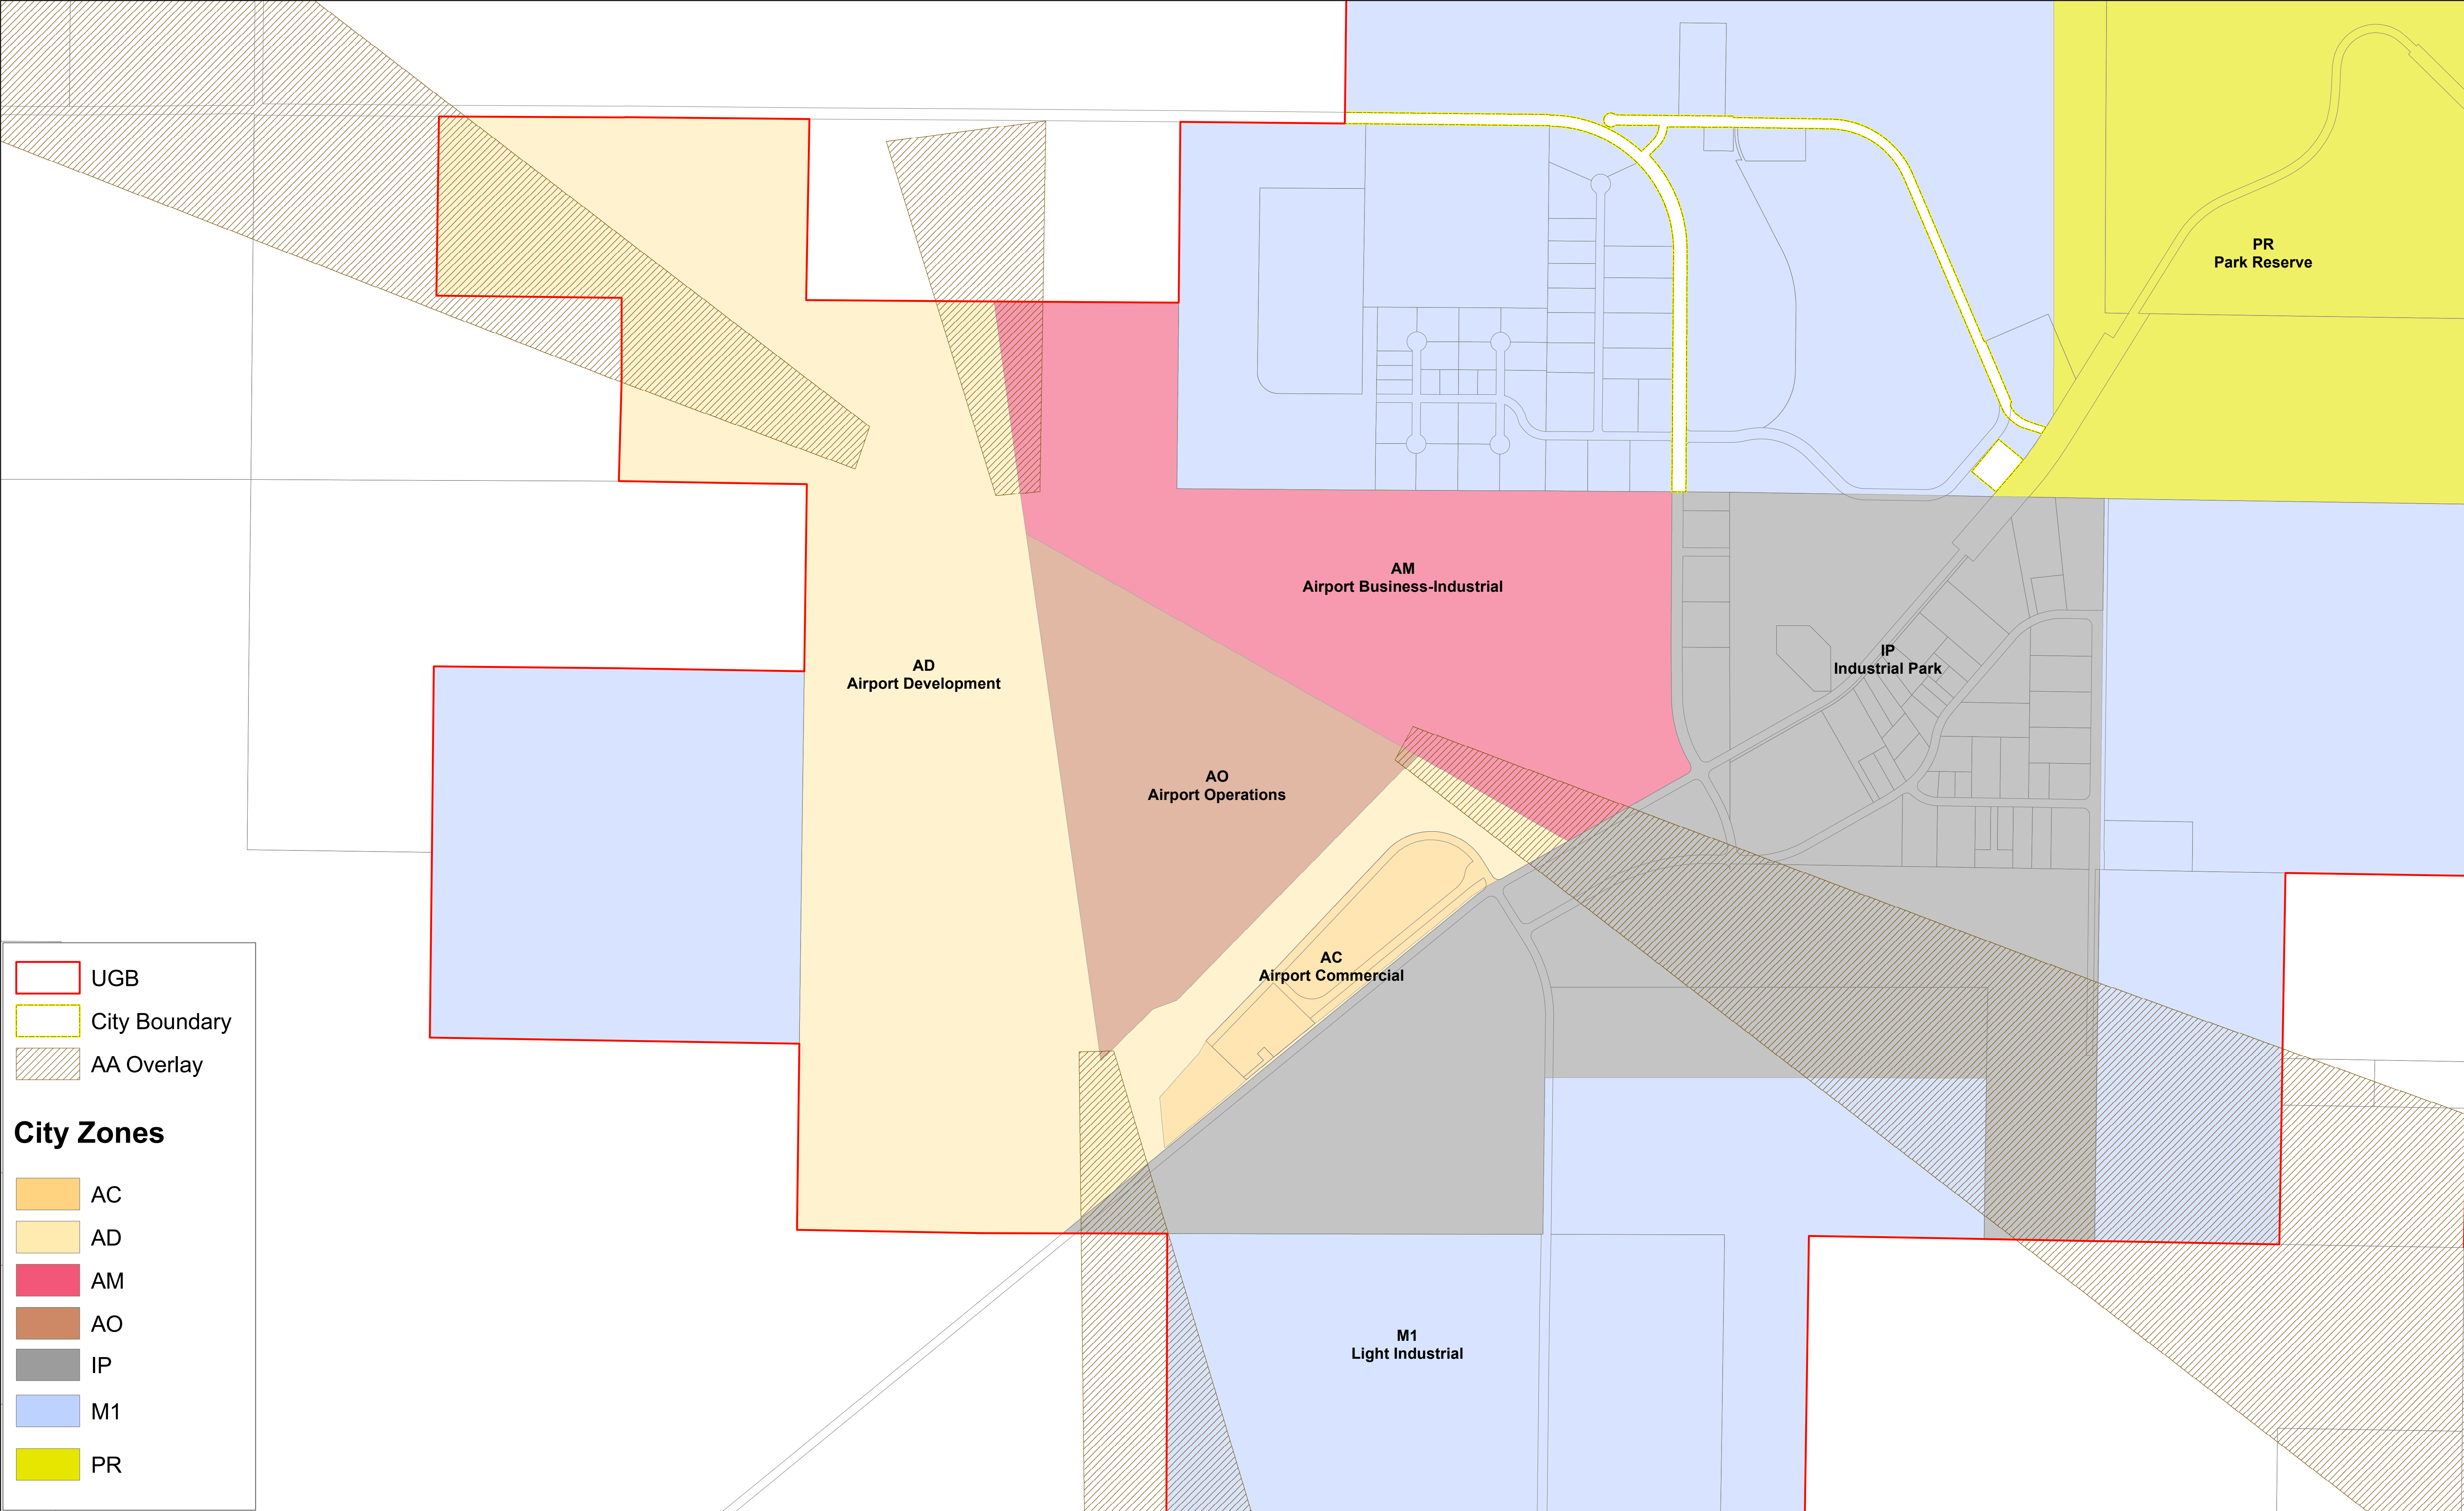 PR
Park Reserve
AM
Airport Business-Industrial
IP
Industrial Park
AD
Airport Development
AO
Airport Operations
AC
Airport Commercial
M1
Light Industrial
UGB
City Boundary
AA Overlay
City Zones
AC
AD
AM
AO
IP
M1
PR